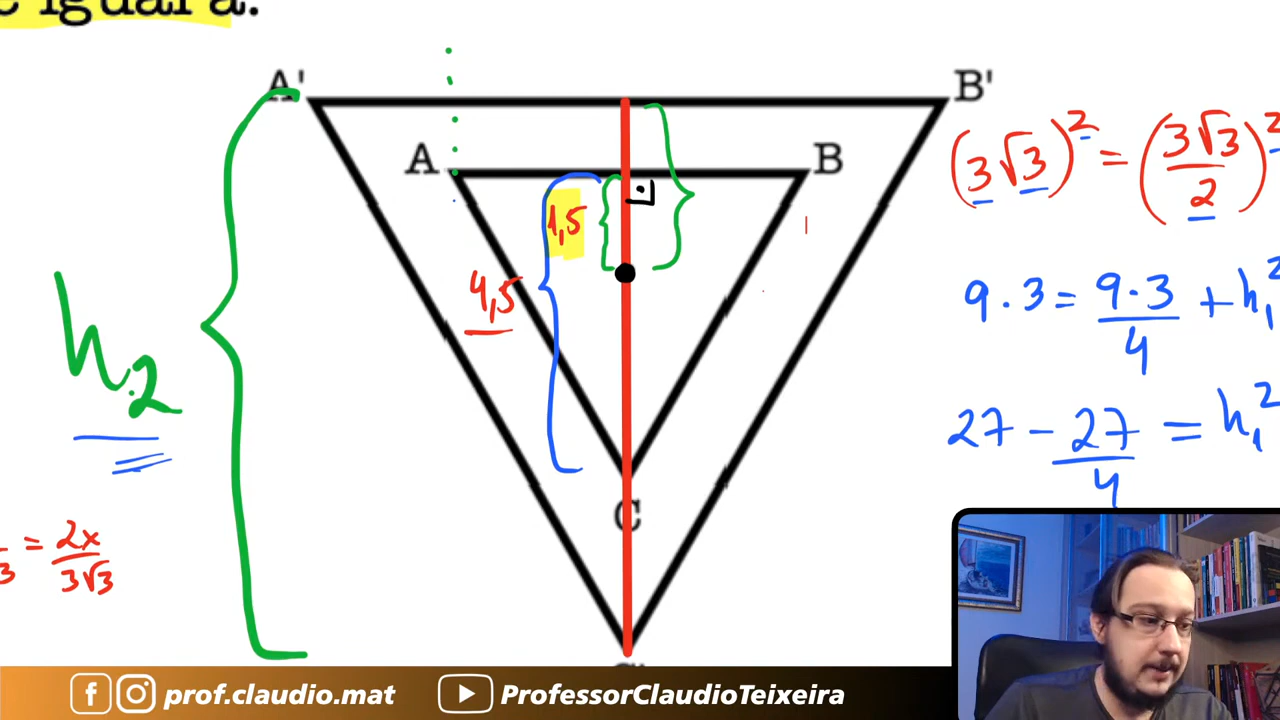 e igual a:
A'
B'
A
B
(3√3)² = (3√3/2)²
1,5
4,5
9·3 = 9·3/4 + h₁²
h₂
27 - 27/4 = h₁²
C
= 2x/3√3
prof.claudio.mat
ProfessorClaudioTeixeira